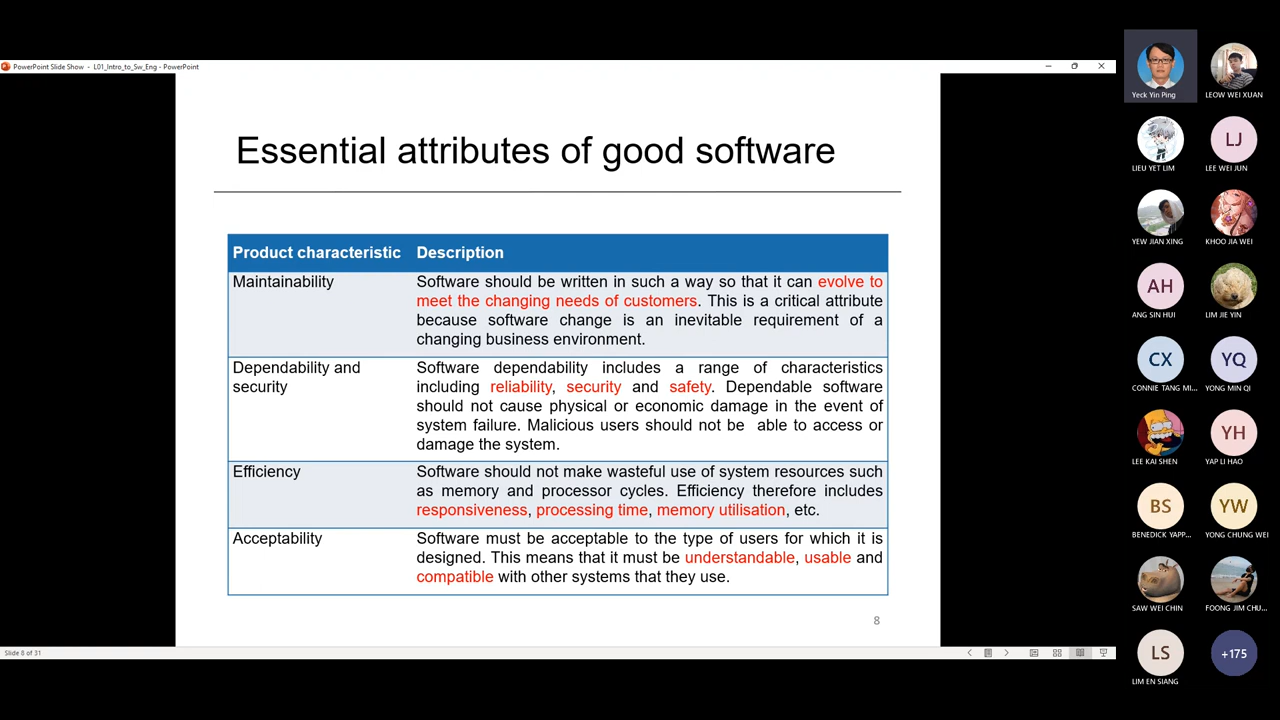 PowerPoint Slide Show - L01_Intro_to_Sw_Eng - PowerPoint
Essential attributes of good software
Product characteristic Description
Maintainability
Software should be written in such a way so that it can evolve to
meet the changing needs of customers. This is a critical attribute
because software change is an inevitable requirement of a
changing business environment.
Dependability and
security
Software dependability includes a range of characteristics
including reliability, security and safety. Dependable software
should not cause physical or economic damage in the event of
system failure. Malicious users should not be able to access or
damage the system.
Efficiency
Software should not make wasteful use of system resources such
as memory and processor cycles. Efficiency therefore includes
responsiveness, processing time, memory utilisation, etc.
Acceptability
Software must be acceptable to the type of users for which it is
designed. This means that it must be understandable, usable and
compatible with other systems that they use.
8
Slide 8 of 31
Yeck Yin Ping
LEOW WEI XUAN
LIEU YET LIM
LJ
LEE WEI JUN
YEW JIAN XING
KHOO JIA WEI
AH
ANG SIN HUI
LIM JIE YIN
CX
CONNIE TANG MI...
YQ
YONG MIN QI
LEE KAI SHEN
YH
YAP LI HAO
BS
BENEDICK YAPP...
YW
YONG CHUNG WEI
SAW WEI CHIN
FOONG JIM CHU...
LS
LIM EN SIANG
+175